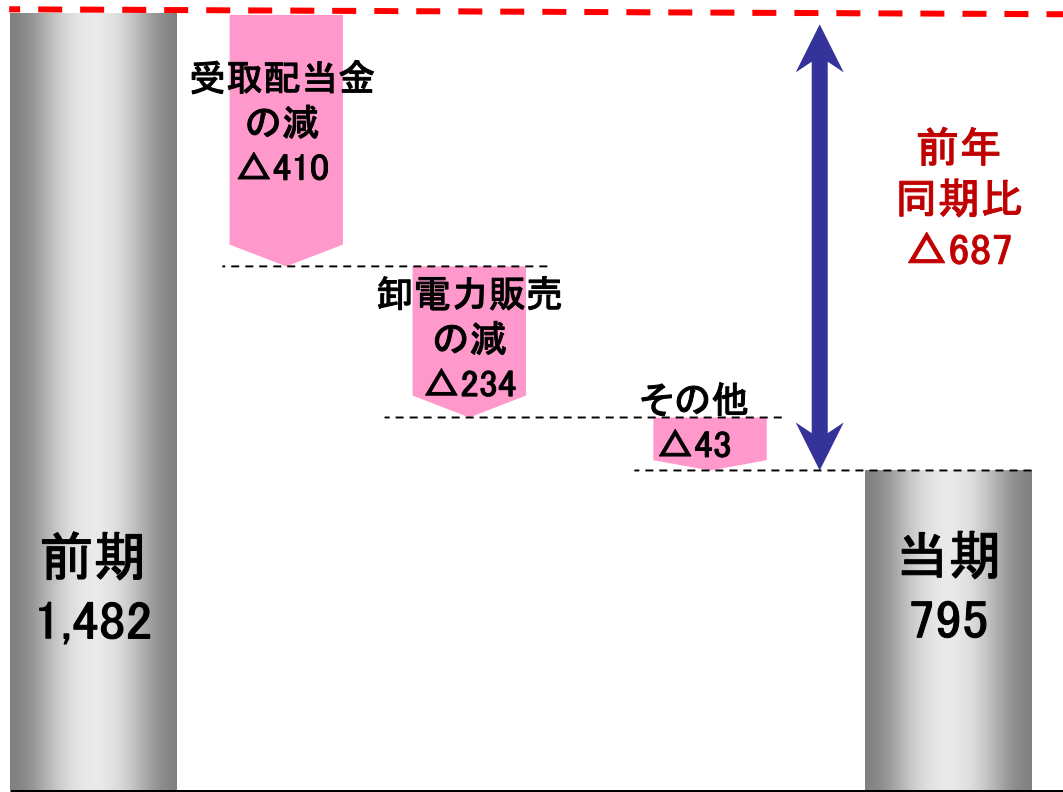 受取配当金
の減
△410
卸電力販売
の減
△234
その他
△43
前年
同期比
△687
前期
1,482
当期
795